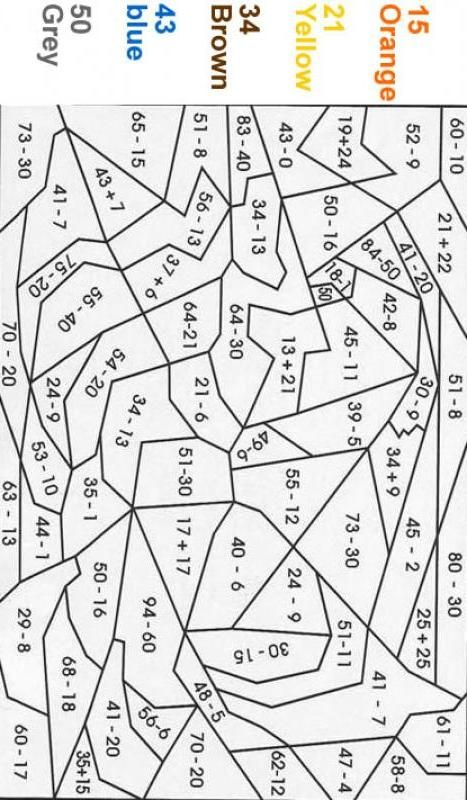 15
Orange
21
Yellow
34
Brown
43
blue
50
Grey
60 - 10
21 + 22
51 - 8
80 - 30
61 - 11
52 - 9
41 - 20
30 - 9
45 - 2
25 + 25
58-8
19+24
84-50
42-8
34 + 9
41 - 7
50 - 16
18-1
45 - 11
39 - 5
73 - 30
51-11
47 - 4
43 - 0
50
13 + 21
55 - 12
24 - 9
62-12
83 - 40
34 - 13
64-30
49-6
40 - 6
30 - 15
51 - 8
56 - 13
64-21
21 - 6
51-30
17 + 17
48 - 5
70 - 20
65 - 15
37 + 6
34 - 13
94 - 60
56-6
43 +7
54 - 20
35 - 1
50 - 16
41 - 20
41 - 7
75 - 20
55 - 40
24 - 9
53 - 10
44 - 1
68 - 18
35+15
73 - 30
70 - 20
63 - 13
29 - 8
60 - 17